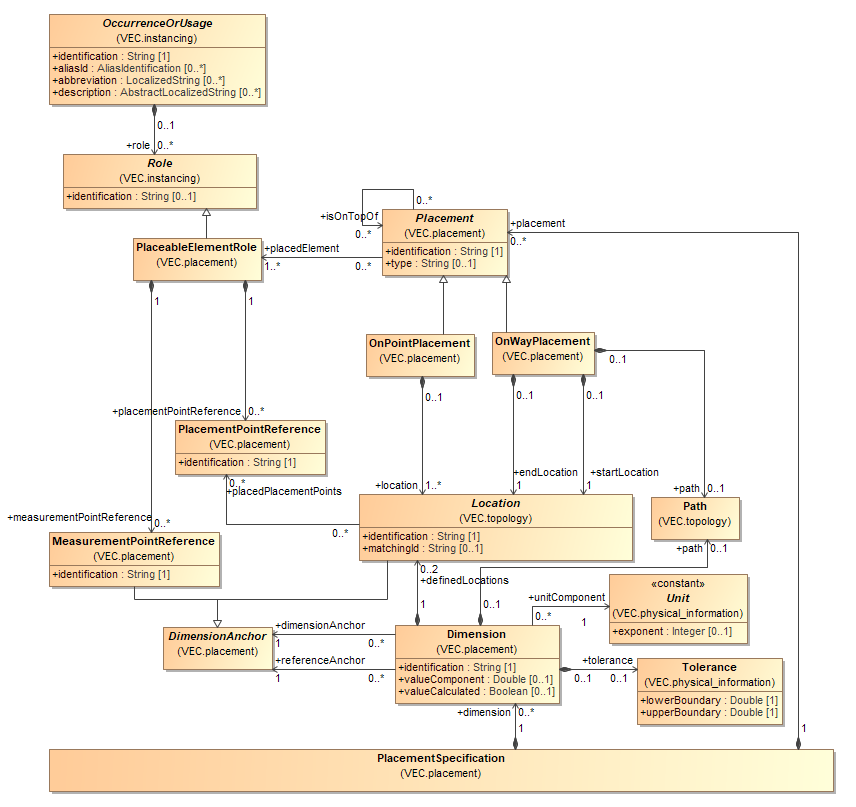 OccurrenceOrUsage
(VEC.instancing)
+identification : String [1]
+aliasId : AliasIdentification [0..*]
+abbreviation : LocalizedString [0..*]
+description : AbstractLocalizedString [0..*]
0..1
+role
0..*
Role
(VEC.instancing)
+identification : String [0..1]
PlaceableElementRole
(VEC.placement)
+placedElement
1..*
0..*
+isOnTopOf
0..*
0..*
Placement
(VEC.placement)
+identification : String [1]
+type : String [0..1]
+placement
0..*
1
1
OnPointPlacement
(VEC.placement)
OnWayPlacement
(VEC.placement)
0..1
0..1
0..1
0..1
+placementPointReference
0..*
PlacementPointReference
(VEC.placement)
+identification : String [1]
0..*
+placedPlacementPoints
0..*
+location
1..*
+endLocation
1
+startLocation
1
+path
0..1
Location
(VEC.topology)
+identification : String [1]
+matchingId : String [0..1]
Path
(VEC.topology)
+path
0..1
+measurementPointReference
0..*
MeasurementPointReference
(VEC.placement)
+identification : String [1]
0..2
+definedLocations
1
0..1
+unitComponent
0..*
1
«constant»
Unit
(VEC.physical_information)
+exponent : Integer [0..1]
DimensionAnchor
(VEC.placement)
+dimensionAnchor
1
0..*
+referenceAnchor
1
0..*
Dimension
(VEC.placement)
+identification : String [1]
+valueComponent : Double [0..1]
+valueCalculated : Boolean [0..1]
+tolerance
0..1
0..1
Tolerance
(VEC.physical_information)
+lowerBoundary : Double [1]
+upperBoundary : Double [1]
+dimension
0..*
1
1
PlacementSpecification
(VEC.placement)